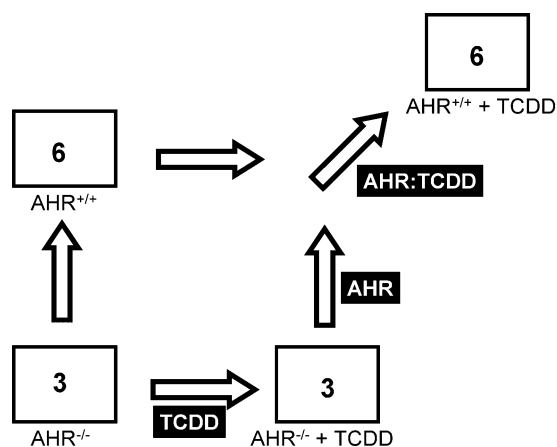 6
AHR+/+ + TCDD
6
AHR:TCDD
AHR+/+
AHR
3
3
TCDD
AHR-/-
AHR-/- + TCDD